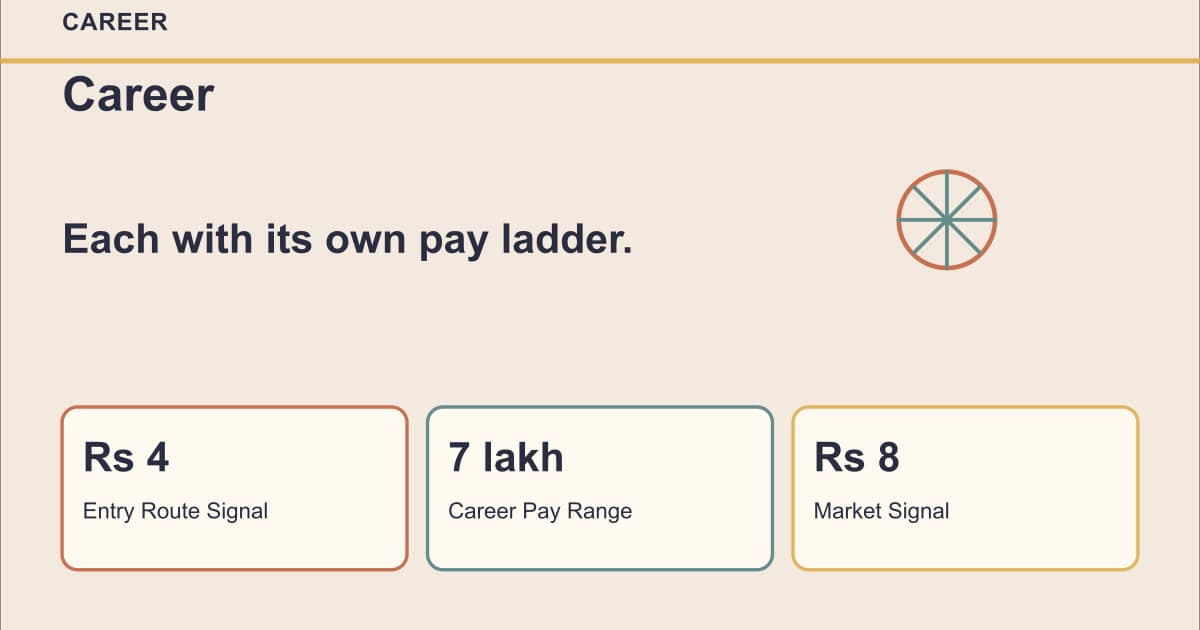 CAREER
Career
Each with its own pay ladder.
Rs 4
Entry Route Signal
7 lakh
Career Pay Range
Rs 8
Market Signal